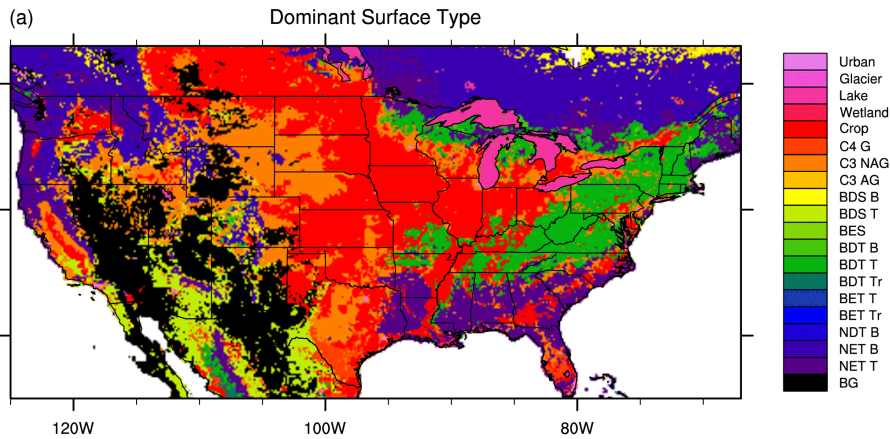 (a)
Dominant Surface Type
Urban
Glacier
Lake
Wetland
Crop
C4 G
C3 NAG
C3 AG
BDS B
BDS T
BES
BDT B
BDT T
BDT Tr
BET T
BET Tr
NDT B
NET B
NET T
BG
120W 100W 80W